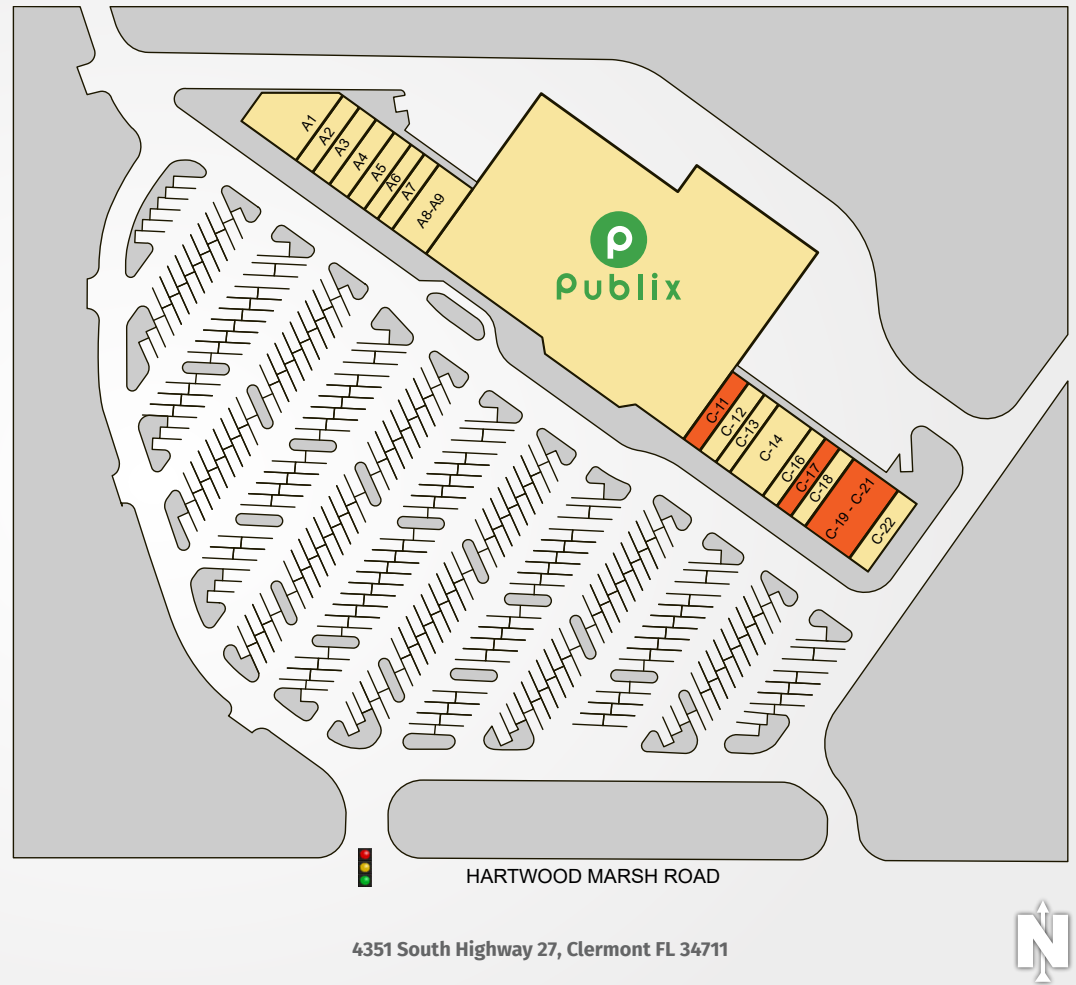 A1
A2
A3
A4
A5
A6
A7
A8-A9
p
Publix
C-11
C-12
C-13
C-14
C-16
C-17
C-18
C-19 - C-21
C-22
HARTWOOD MARSH ROAD
4351 South Highway 27, Clermont FL 34711
N